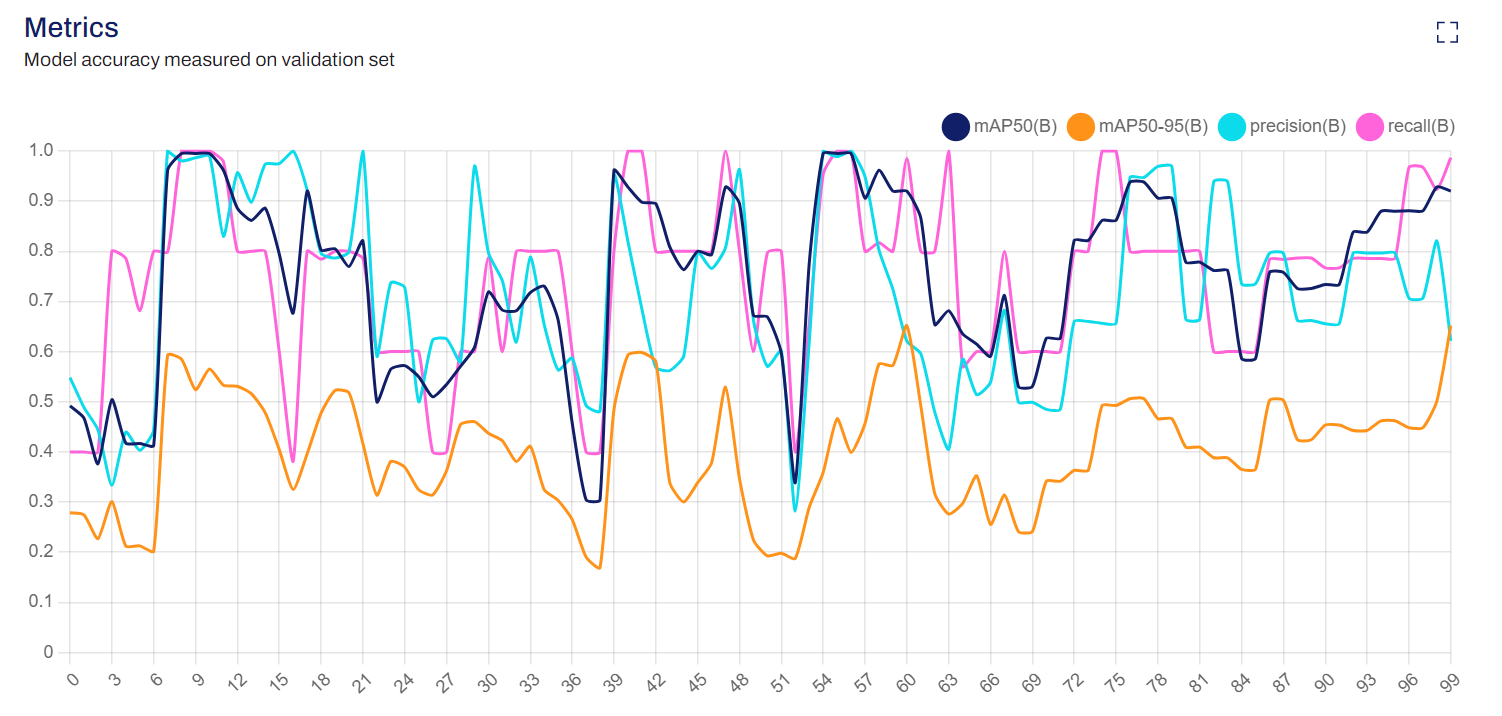 Metrics
Model accuracy measured on validation set
mAP50(B) mAP50-95(B) precision(B) recall(B)
1.0
0.9
0.8
0.7
0.6
0.5
0.4
0.3
0.2
0.1
0
0 3 6 9 12 15 18 21 24 27 30 33 36 39 42 45 48 51 54 57 60 63 66 69 72 75 78 81 84 87 90 93 96 99